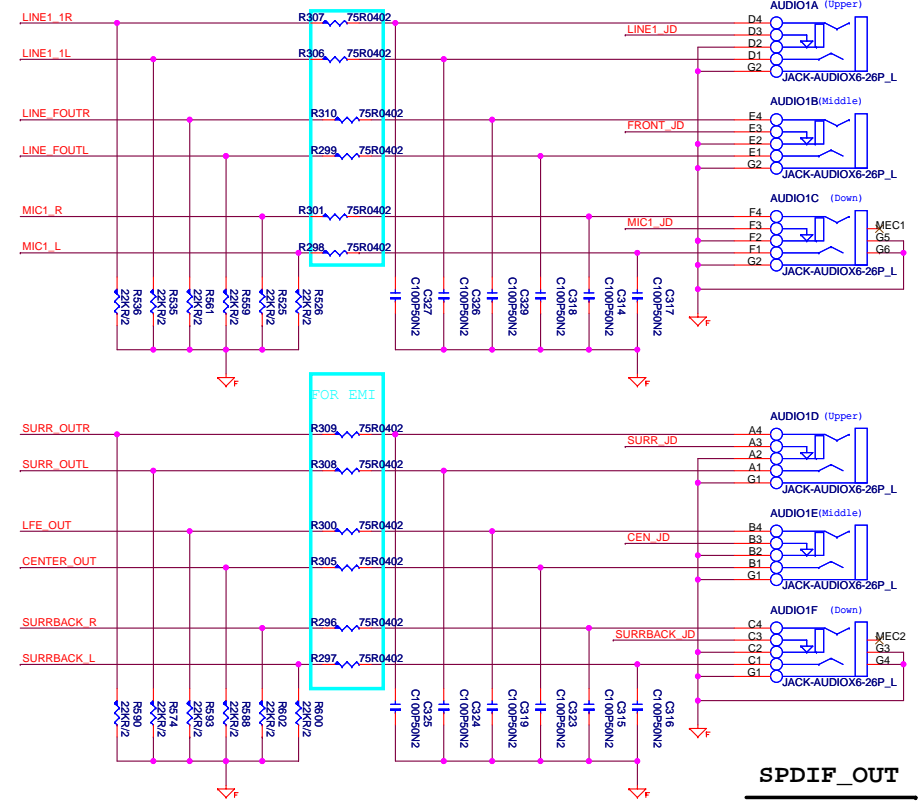 AUDIO1A (Upper)
LINE1_1R R307 75R0402 D4
LINE1_JD D3
D2
LINE1_1L R306 75R0402 D1
G2
JACK-AUDIOX6-26P_L
AUDIO1B(Middle)
LINE_FOUTR R310 75R0402 E4
FRONT_JD E3
E2
LINE_FOUTL R299 75R0402 E1
G2
JACK-AUDIOX6-26P_L
AUDIO1C (Down)
MIC1_R R301 75R0402 F4
MIC1_JD F3 MEC1
F2 G5
MIC1_L R298 75R0402 F1 G6
G2
JACK-AUDIOX6-26P_L
R536 22KR/2
R535 22KR/2
R561 22KR/2
R559 22KR/2
R525 22KR/2
R526 22KR/2
C327 C100P50N2
C326 C100P50N2
C329 C100P50N2
C318 C100P50N2
C314 C100P50N2
C317 C100P50N2
F
F
F
FOR EMI
AUDIO1D (Upper)
SURR_OUTR R309 75R0402 A4
SURR_JD A3
A2
SURR_OUTL R308 75R0402 A1
G1
JACK-AUDIOX6-26P_L
AUDIO1E(Middle)
LFE_OUT R300 75R0402 B4
CEN_JD B3
B2
CENTER_OUT R305 75R0402 B1
G1
JACK-AUDIOX6-26P_L
AUDIO1F (Down)
SURRBACK_R R296 75R0402 C4
SURRBACK_JD C3 MEC2
C2 G3
SURRBACK_L R297 75R0402 C1 G4
G1
JACK-AUDIOX6-26P_L
R590 22KR/2
R574 22KR/2
22KR/2
22KR/2
R602 22KR/2
R600 22KR/2
C325 C100P50N2
C324 C100P50N2
C319 C100P50N2
C323 C100P50N2
C315 C100P50N2
C316 C100P50N2
F
F
F
SPDIF_OUT